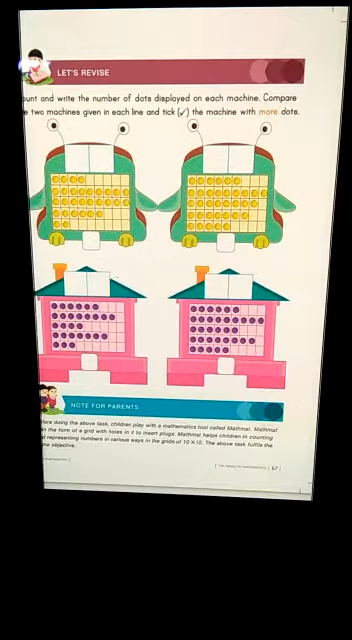 LET'S REVISE
unt and write the number of dots displayed on each machine. Compare
e two machines given in each line and tick (✓) the machine with more dots.
NOTE FOR PARENTS
fore doing the above task, children play with a mathematics tool called Mathmat. Mathmat
in the form of a grid with holes in it to insert plugs. Mathmat helps children in counting
d representing numbers in various ways in the grids of 10 X 10. The above task fulfils the
me objective.
67